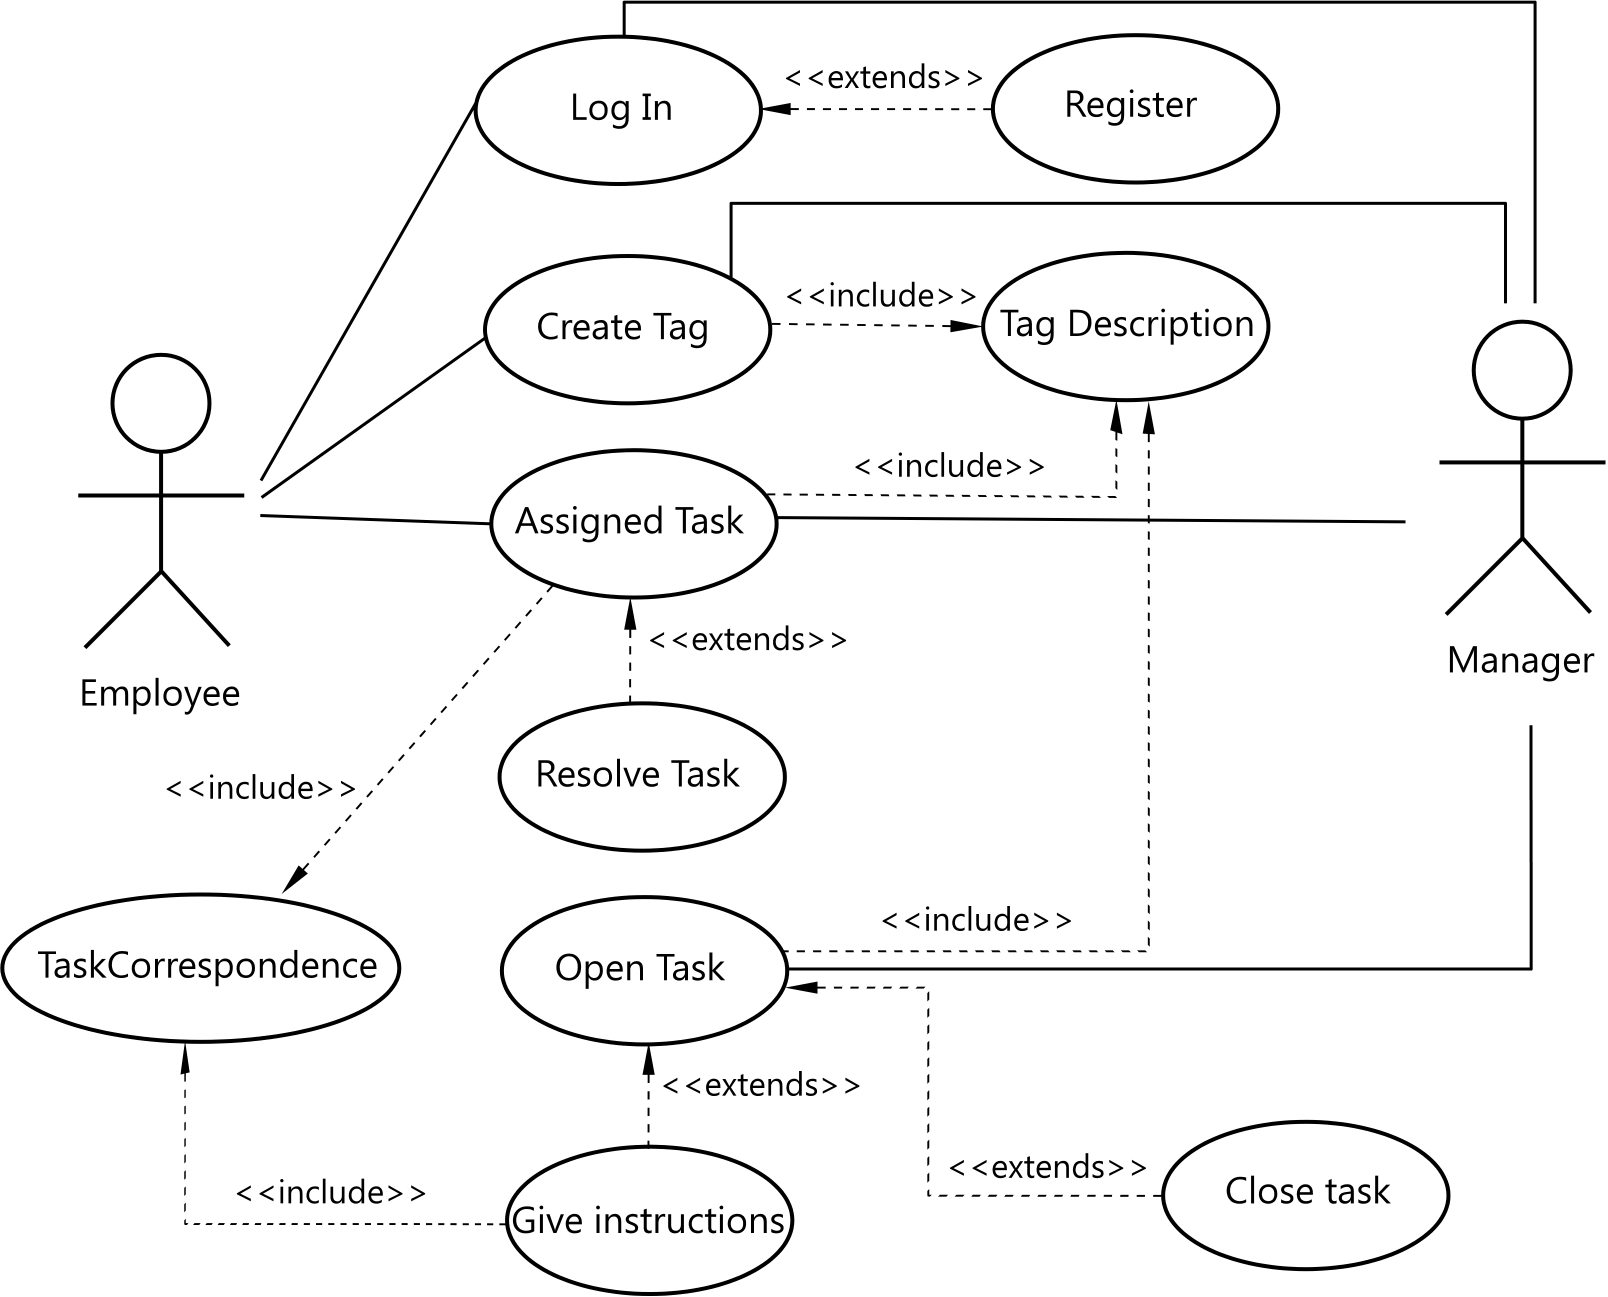 Log In
<<extends>>
Register
Create Tag
<<include>>
Tag Description
<<include>>
Assigned Task
<<extends>>
Employee
Manager
<<include>>
Resolve Task
<<include>>
TaskCorrespondence
Open Task
<<extends>>
<<include>>
Give instructions
<<extends>>
Close task